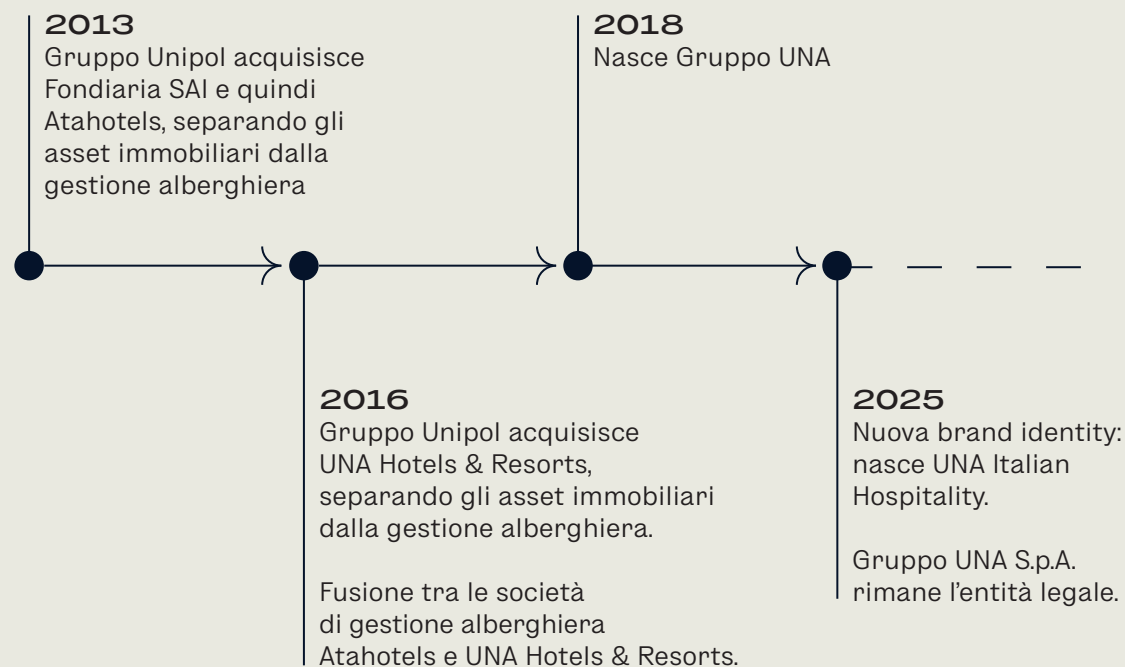 2013
Gruppo Unipol acquisisce
Fondiaria SAI e quindi
Atahotels, separando gli
asset immobiliari dalla
gestione alberghiera
2016
Gruppo Unipol acquisisce
UNA Hotels & Resorts,
separando gli asset immobiliari
dalla gestione alberghiera.
Fusione tra le società
di gestione alberghiera
Atahotels e UNA Hotels & Resorts.
2018
Nasce Gruppo UNA
2025
Nuova brand identity:
nasce UNA Italian
Hospitality.
Gruppo UNA S.p.A.
rimane l’entità legale.